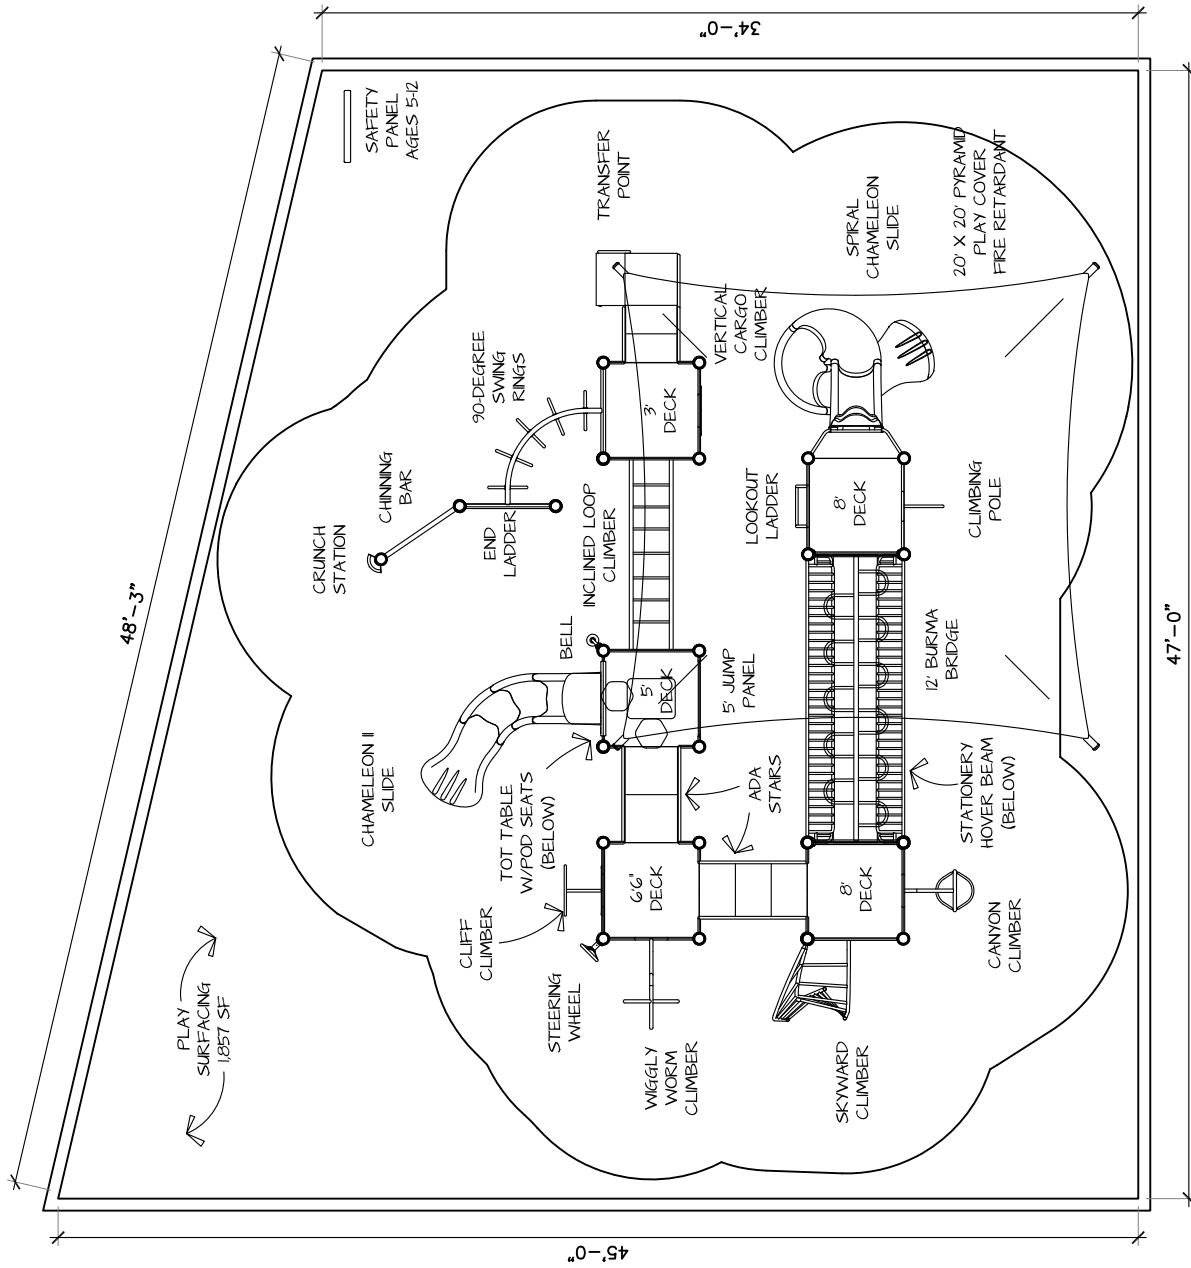 34'-0"
48'-3"
47'-0"
45'-0"
SAFETY
PANEL
AGES 5-12
TRANSFER
POINT
SPIRAL
CHAMELEON
SLIDE
20' X 20' PYRAMID
PLAY COVER
FIRE RETARDANT
VERTICAL
CARGO
CLIMBER
90-DEGREE
SWING
RINGS
3'
DECK
CHINNING
BAR
CRUNCH
STATION
END
LADDER
INCLINED LOOP
CLIMBER
LOOKOUT
LADDER
8'
DECK
CLIMBING
POLE
BELL
5'
DECK
5' JUMP
PANEL
12' BURMA
BRIDGE
CHAMELEON II
SLIDE
TOT TABLE
W/POD SEATS
(BELOW)
ADA
STAIRS
STATIONERY
HOVER BEAM
(BELOW)
6'6"
DECK
8'
DECK
CLIFF
CLIMBER
CANYON
CLIMBER
STEERING
WHEEL
PLAY
SURFACING
1,857 SF
WIGGLY
WORM
CLIMBER
SKYWARD
CLIMBER